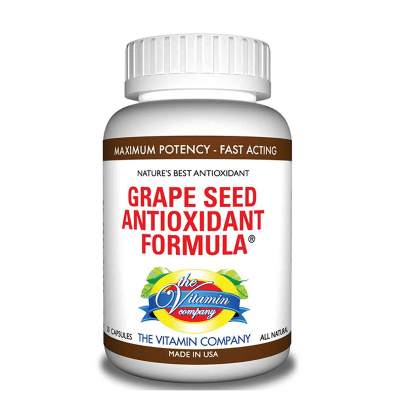 MAXIMUM POTENCY - FAST ACTING
NATURE'S BEST ANTIOXIDANT
GRAPE SEED
ANTIOXIDANT
FORMULA®
the
Vitamin
company
CAPSULES THE VITAMIN COMPANY ALL NATURAL
MADE IN USA